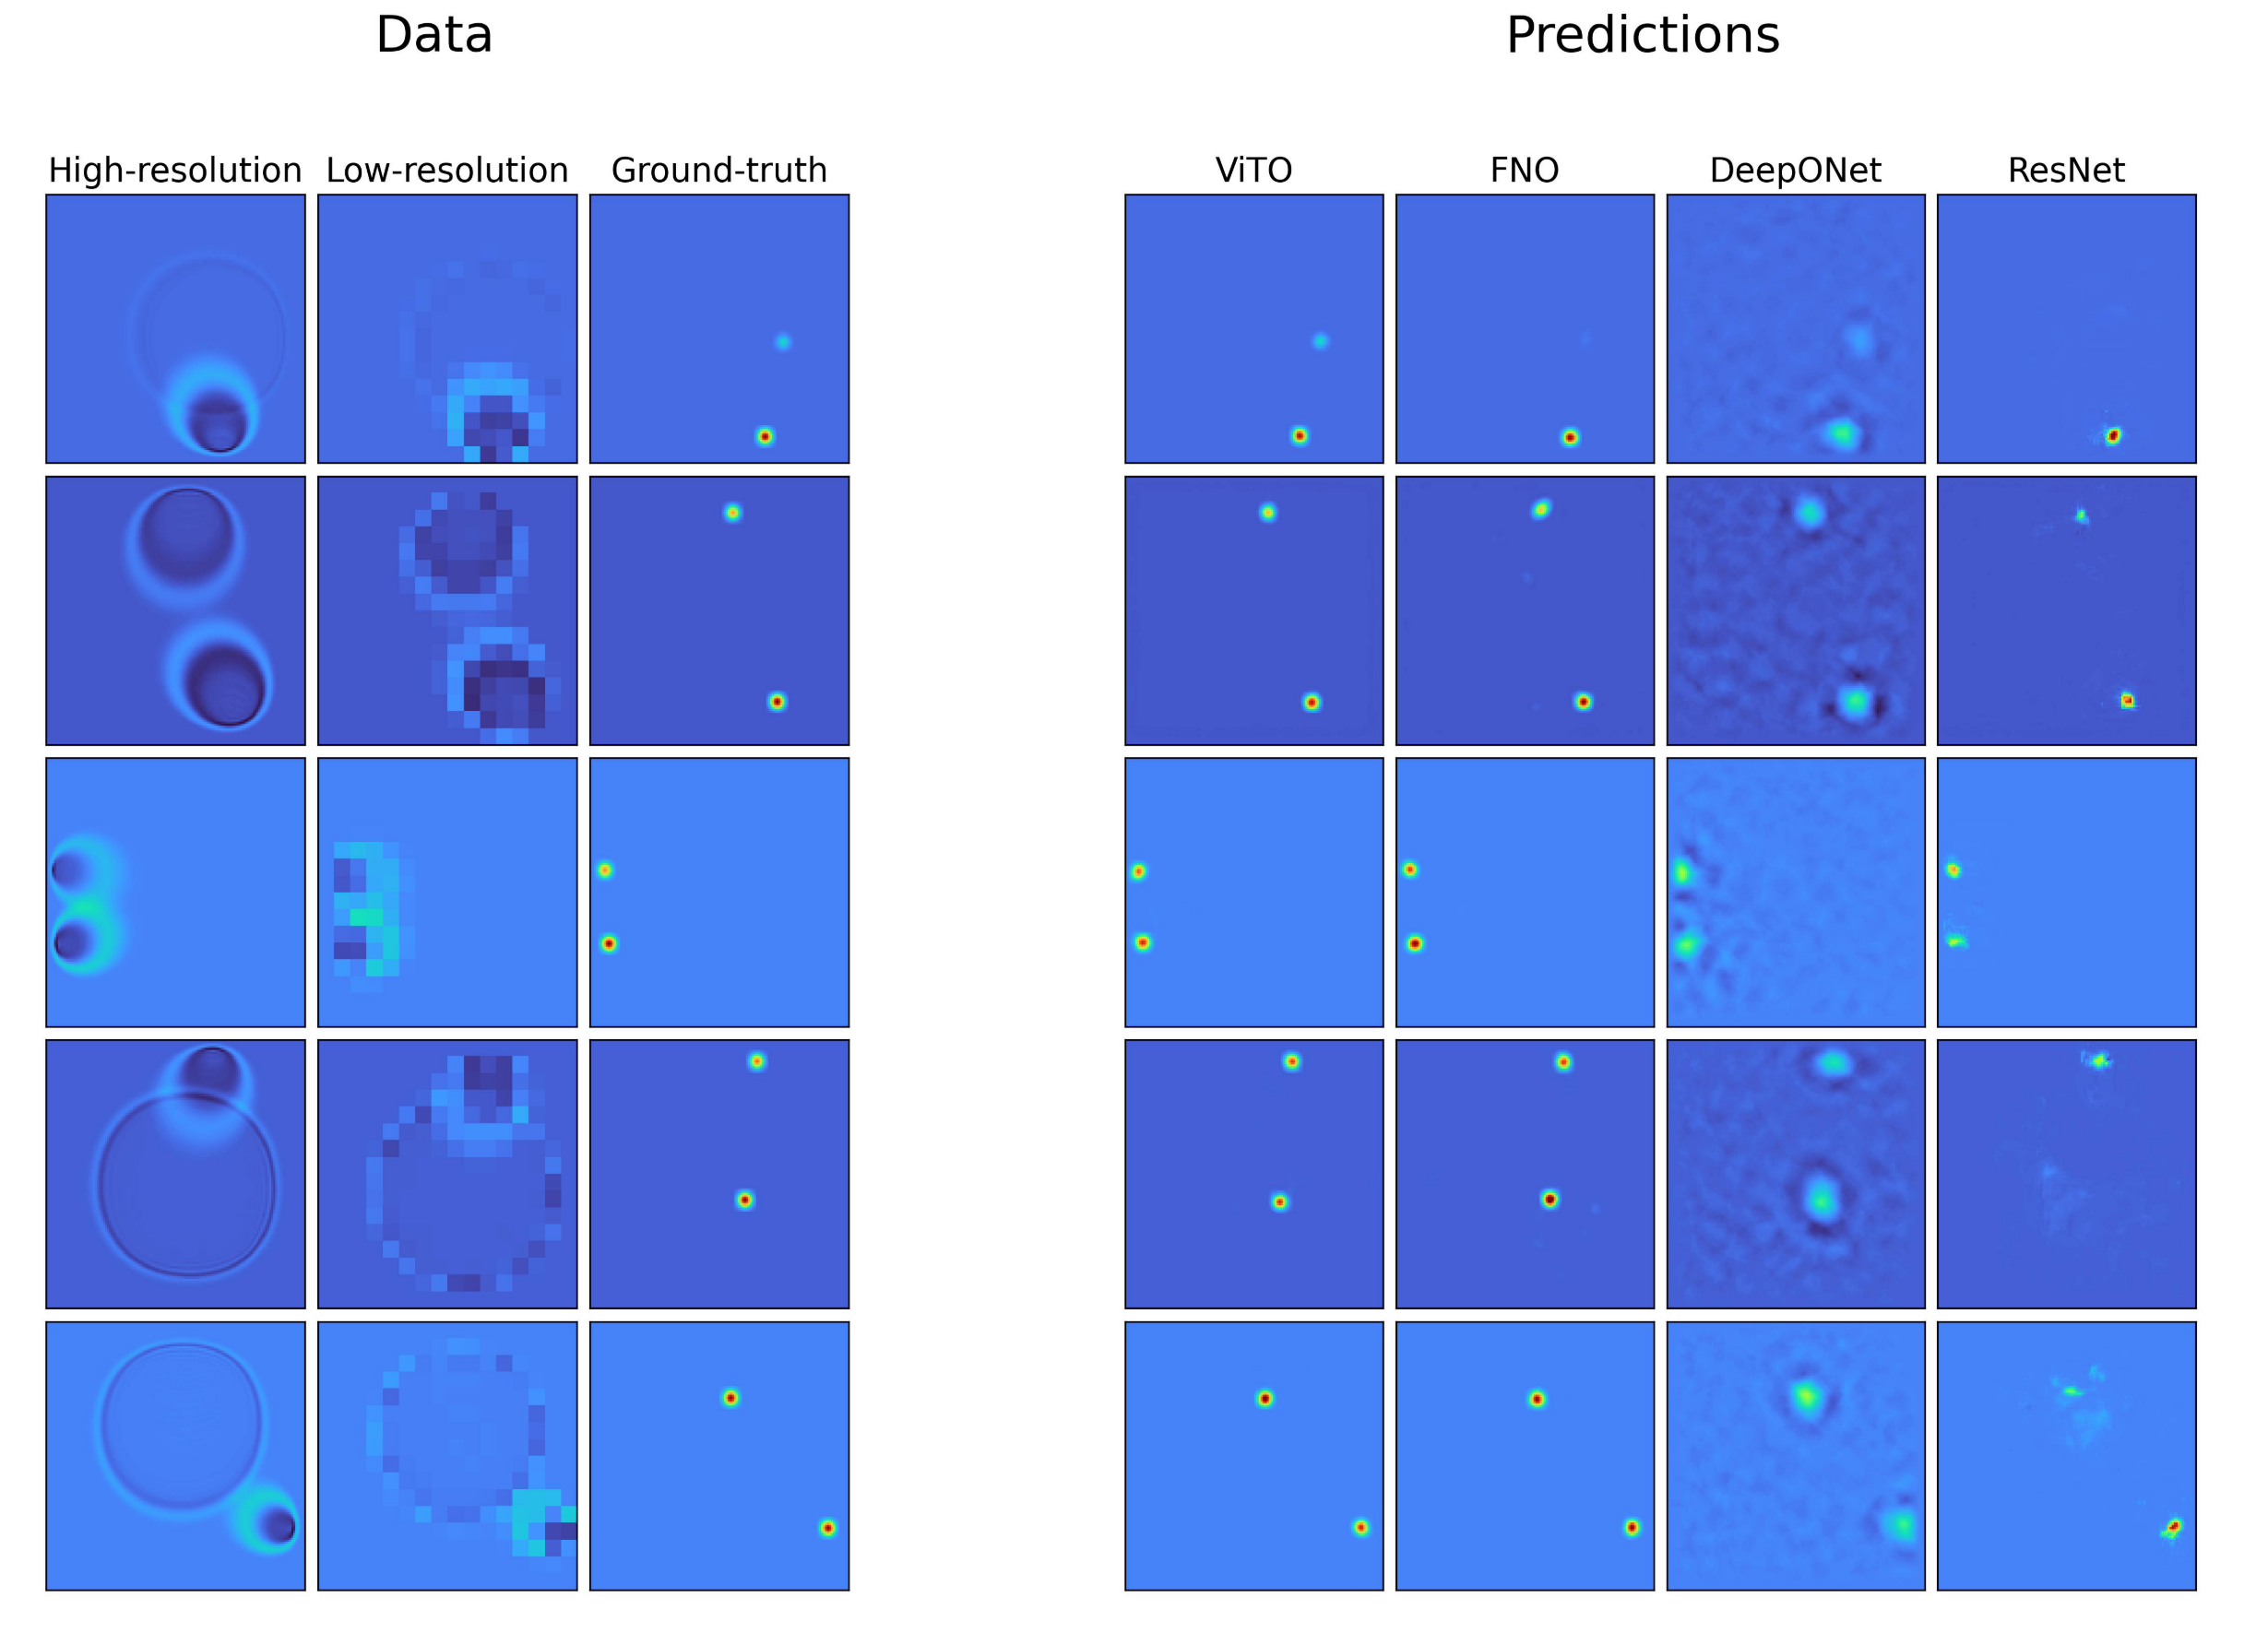 Data
Predictions
High-resolution
Low-resolution
Ground-truth
ViTO
FNO
DeepONet
ResNet